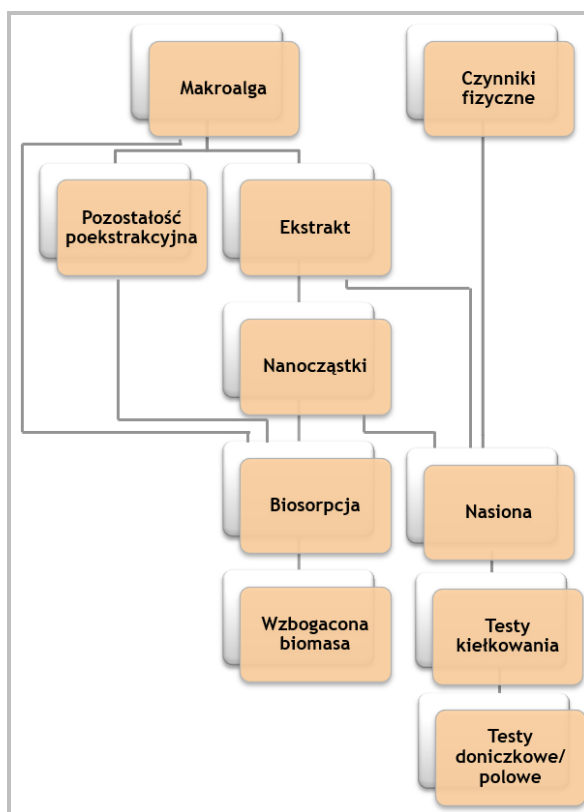 Makroalga
Czynniki
fizyczne
Pozostałość
poekstrakcyjna
Ekstrakt
Nanocząstki
Biosorpcja
Nasiona
Wzbogacona
biomasa
Testy
kiełkowania
Testy
doniczkowe/
polowe